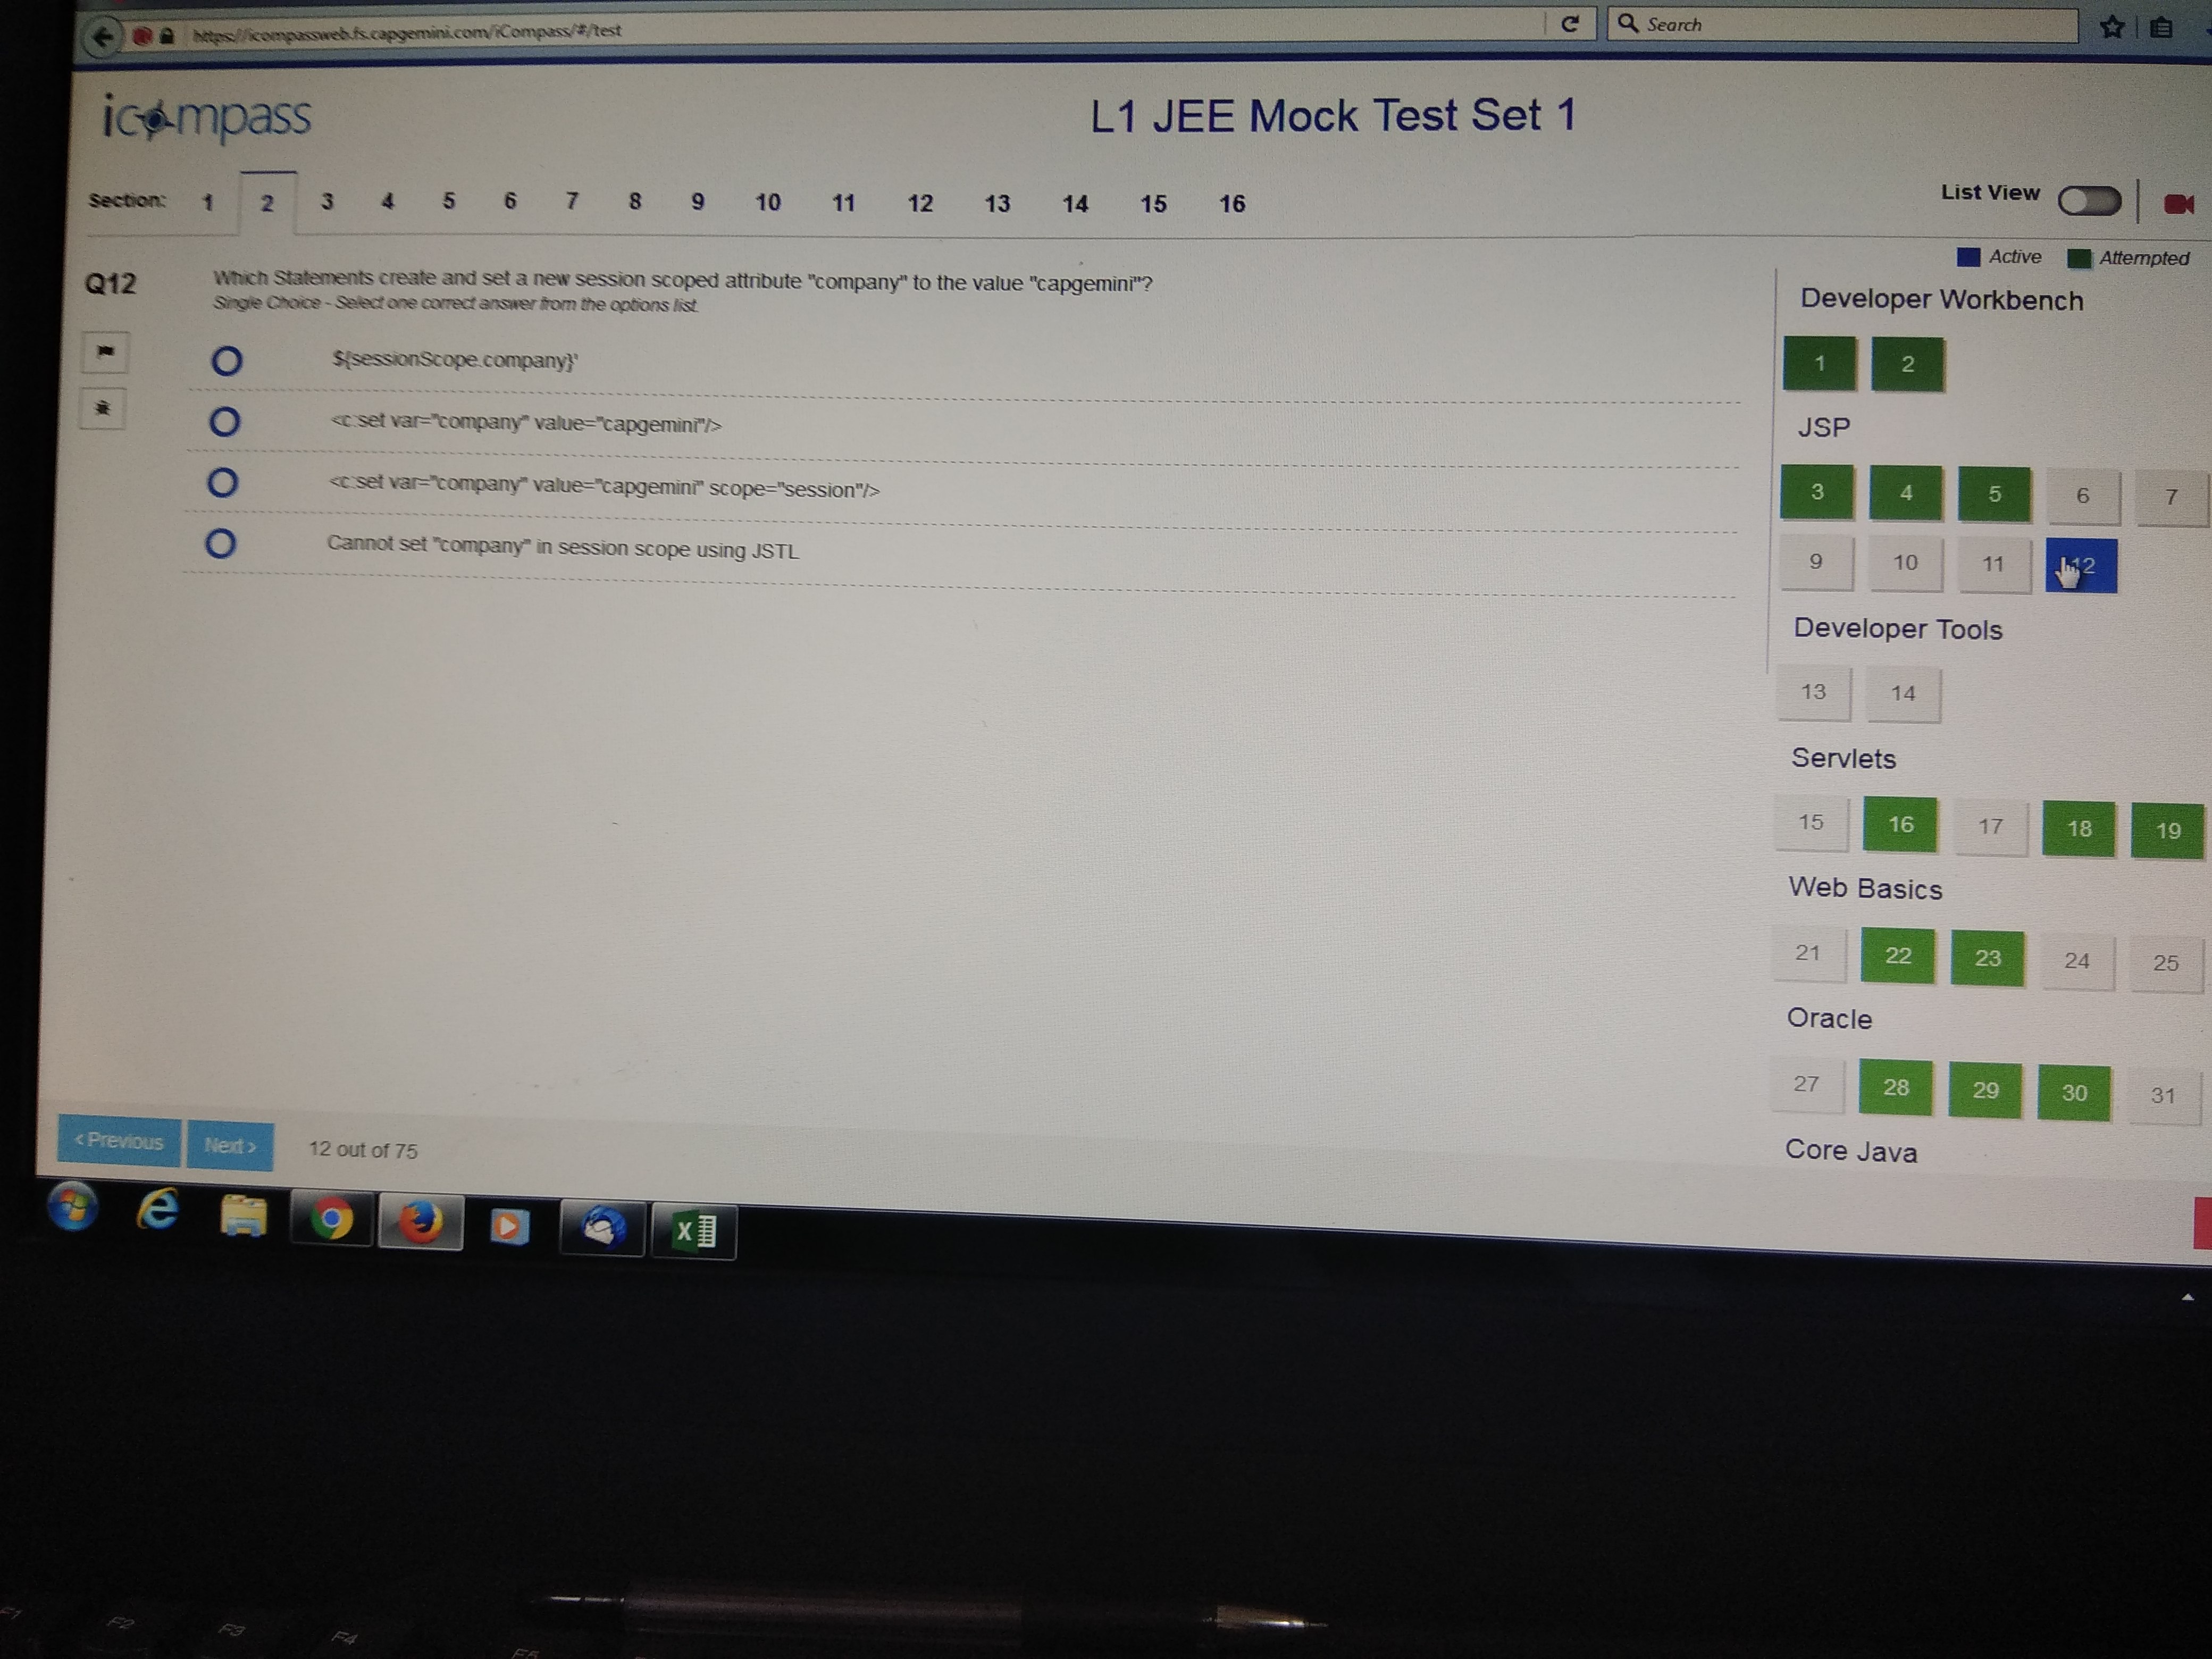 https://icompassweb.fs.capgemini.com/iCompass/#/test
Search
icompass
L1 JEE Mock Test Set 1
Section: 1 2 3 4 5 6 7 8 9 10 11 12 13 14 15 16
List View
Active Attempted
Q12
Which Statements create and set a new session scoped attribute "company" to the value "capgemini"?
Single Choice - Select one correct answer from the options list.
${sessionScope.company}'
<c:set var="company" value="capgemini"/>
<c:set var="company" value="capgemini" scope="session"/>
Cannot set "company" in session scope using JSTL
Developer Workbench
1 2
JSP
3 4 5 6 7
9 10 11 12
Developer Tools
13 14
Servlets
15 16 17 18 19
Web Basics
21 22 23 24 25
Oracle
27 28 29 30 31
Core Java
< Previous Next > 12 out of 75
F1 F2 F3 F4 F5